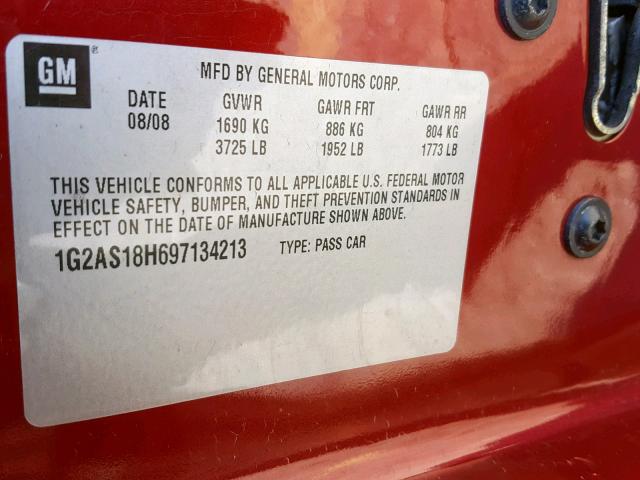 GM ®
MFD BY GENERAL MOTORS CORP.
DATE GVWR GAWR FRT GAWR RR
08/08 1690 KG 886 KG 804 KG
3725 LB 1952 LB 1773 LB
THIS VEHICLE CONFORMS TO ALL APPLICABLE U.S. FEDERAL MOTOR
VEHICLE SAFETY, BUMPER, AND THEFT PREVENTION STANDARDS IN
EFFECT ON THE DATE OF MANUFACTURE SHOWN ABOVE.
1G2AS18H697134213 TYPE: PASS CAR